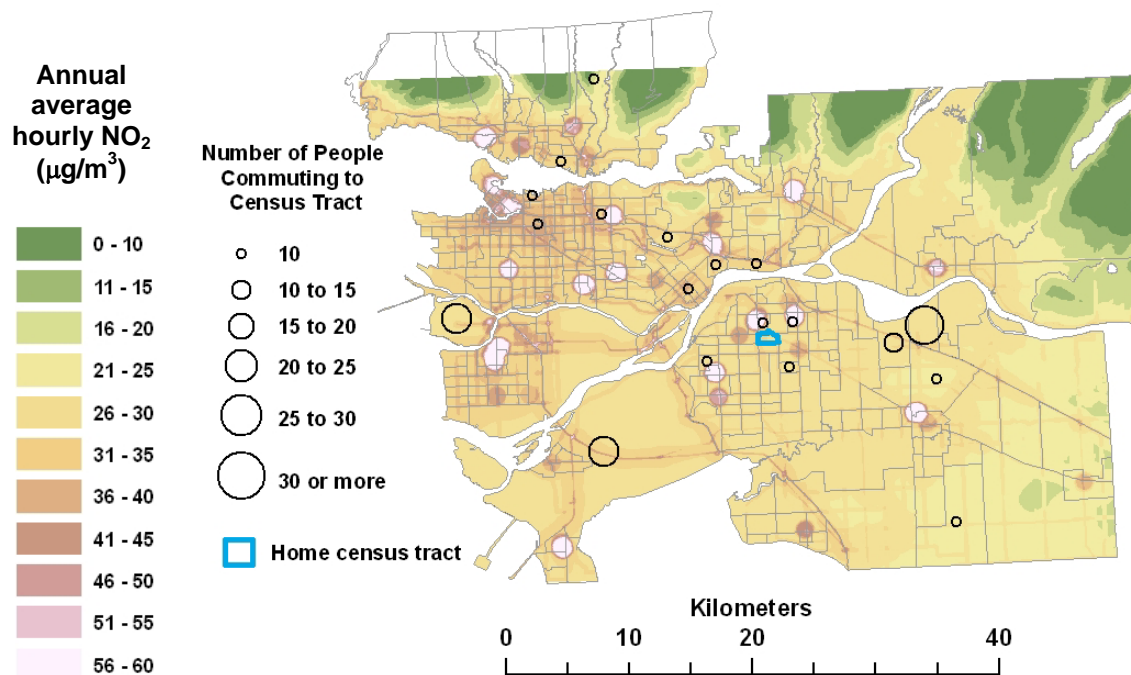 Annual
average
hourly NO₂
(μg/m³)
0 - 10
11 - 15
16 - 20
21 - 25
26 - 30
31 - 35
36 - 40
41 - 45
46 - 50
51 - 55
56 - 60
Number of People
Commuting to
Census Tract
10
10 to 15
15 to 20
20 to 25
25 to 30
30 or more
Home census tract
Kilometers
0 10 20 40